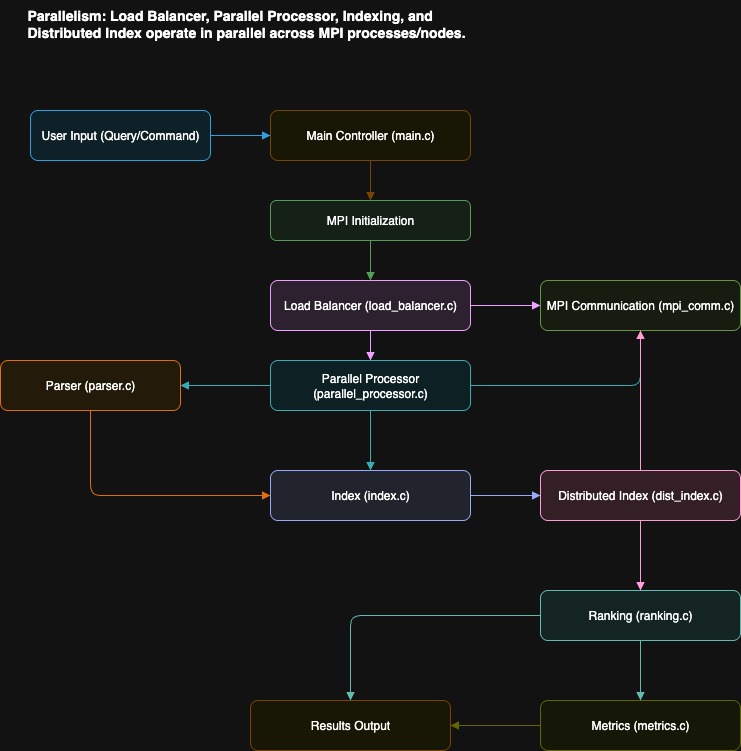 Parallelism: Load Balancer, Parallel Processor, Indexing, and
Distributed Index operate in parallel across MPI processes/nodes.
User Input (Query/Command)
Main Controller (main.c)
MPI Initialization
Load Balancer (load_balancer.c)
MPI Communication (mpi_comm.c)
Parser (parser.c)
Parallel Processor
(parallel_processor.c)
Index (index.c)
Distributed Index (dist_index.c)
Ranking (ranking.c)
Results Output
Metrics (metrics.c)